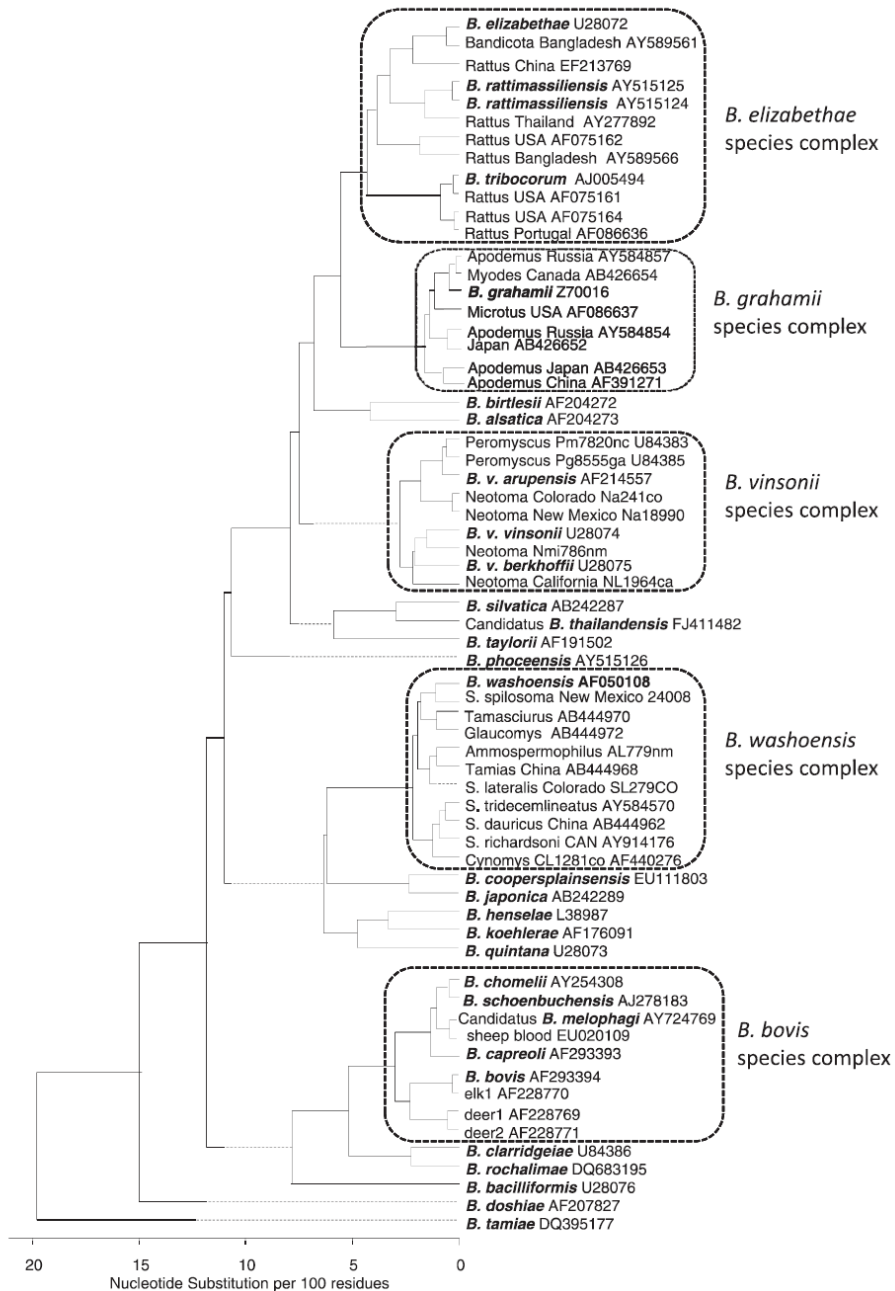 B. elizabethae U28072
Bandicota Bangladesh AY589561
Rattus China EF213769
B. rattimassiliensis AY515125
B. rattimassiliensis AY515124
Rattus Thailand AY277892
Rattus USA AF075162
Rattus Bangladesh AY589566
B. tribocorum AJ005494
Rattus USA AF075161
Rattus USA AF075164
Rattus Portugal AF086636
B. elizabethae
species complex
Apodemus Russia AY584857
Myodes Canada AB426654
B. grahamii Z70016
Microtus USA AF086637
Apodemus Russia AY584854
Japan AB426652
Apodemus Japan AB426653
Apodemus China AF391271
B. grahamii
species complex
B. birtlesii AF204272
B. alsatica AF204273
Peromyscus Pm7820nc U84383
Peromyscus Pg8555ga U84385
B. v. arupensis AF214557
Neotoma Colorado Na241co
Neotoma New Mexico Na18990
B. v. vinsonii U28074
Neotoma Nmi786nm
B. v. berkhoffii U28075
Neotoma California NL1964ca
B. vinsonii
species complex
B. silvatica AB242287
Candidatus B. thailandensis FJ411482
B. taylorii AF191502
B. phoceensis AY515126
B. washoensis AF050108
S. spilosoma New Mexico 24008
Tamasciurus AB444970
Glaucomys AB444972
Ammospermophilus AL779nm
Tamias China AB444968
S. lateralis Colorado SL279CO
S. tridecemlineatus AY584570
S. dauricus China AB444962
S. richardsoni CAN AY914176
Cynomys CL1281co AF440276
B. washoensis
species complex
B. coopersplainsensis EU111803
B. japonica AB242289
B. henselae L38987
B. koehlerae AF176091
B. quintana U28073
B. chomelii AY254308
B. schoenbuchensis AJ278183
Candidatus B. melophagi AY724769
sheep blood EU020109
B. capreoli AF293393
B. bovis AF293394
elk1 AF228770
deer1 AF228769
deer2 AF228771
B. bovis
species complex
B. clarridgeiae U84386
B. rochalimae DQ683195
B. bacilliformis U28076
B. doshiae AF207827
B. tamiae DQ395177
20 15 10 5 0
Nucleotide Substitution per 100 residues